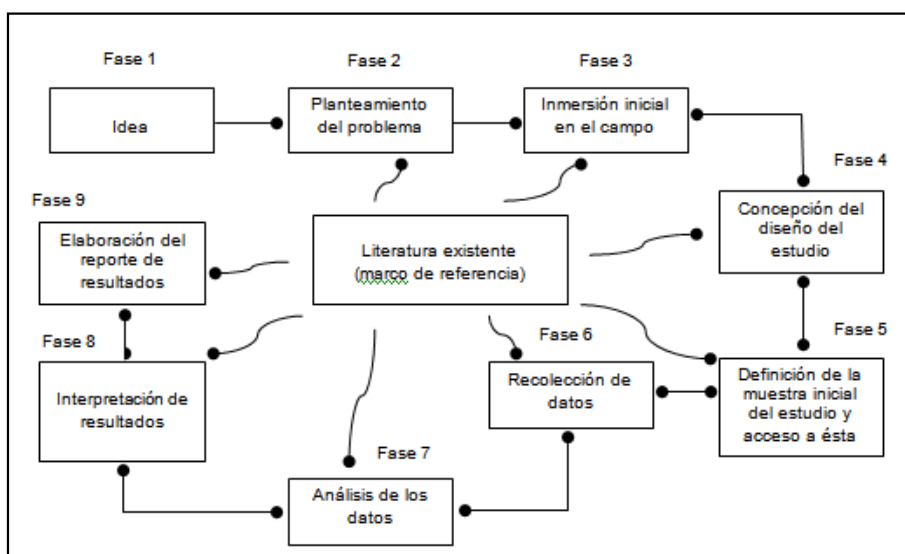 Fase 1
Idea
Fase 2
Planteamiento
del problema
Fase 3
Inmersión inicial
en el campo
Fase 4
Concepción del
diseño del
estudio
Literatura existente
(marco de referencia)
Fase 5
Definición de la
muestra inicial
del estudio y
acceso a ésta
Fase 6
Recolección de
datos
Fase 7
Análisis de los
datos
Fase 8
Interpretación de
resultados
Fase 9
Elaboración del
reporte de
resultados